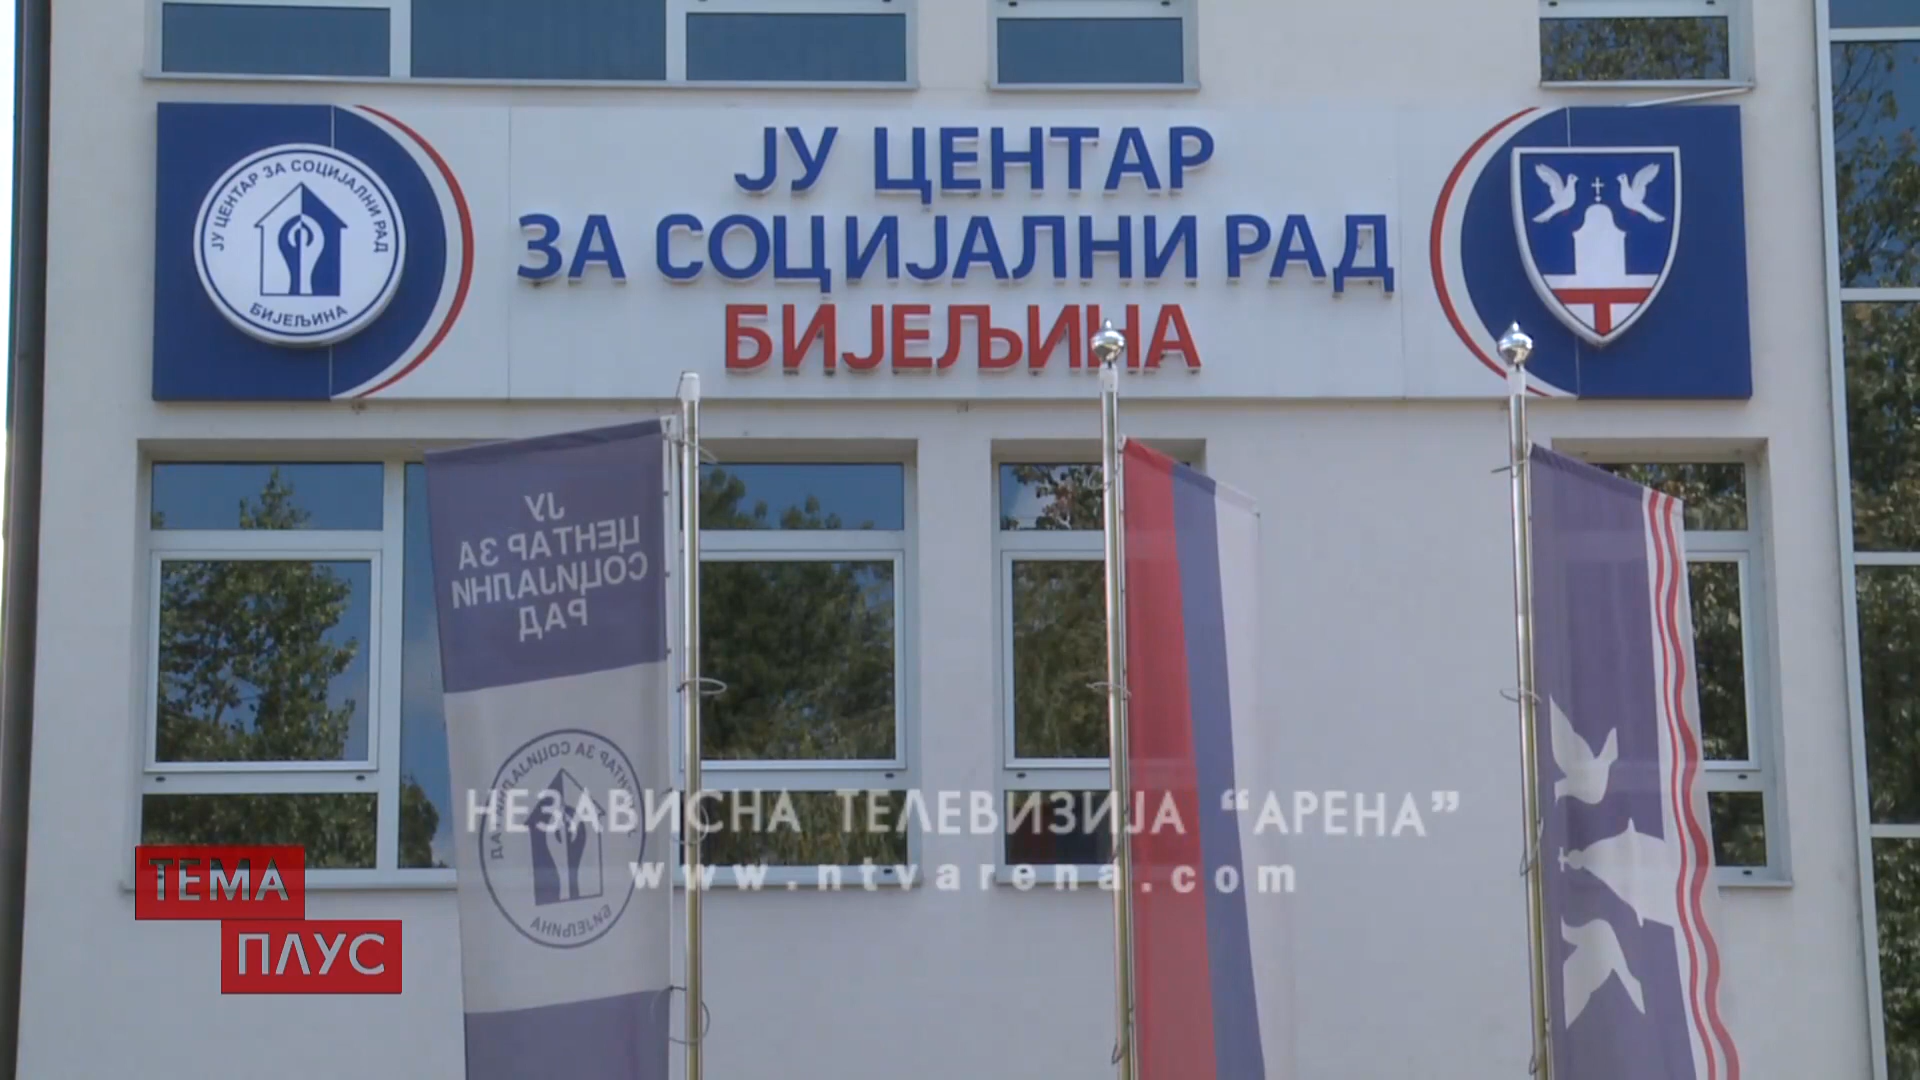 ЈУ ЦЕНТАР
ЗА СОЦИЈАЛНИ РАД
БИЈЕЉИНА
ЈУ ЦЕНТАР ЗА СОЦИЈАЛНИ РАД
БИЈЕЉИНА
ЈУ
ЦЕНТАР ЗА
СОЦИЈАЛНИ
РАД
ЦЕНТАР ЗА СОЦИЈАЛНИ РАД
БИЈЕЉИНА
НЕЗАВИСНА ТЕЛЕВИЗИЈА “АРЕНА”
www.ntvarena.com
ТЕМА
ПЛУС